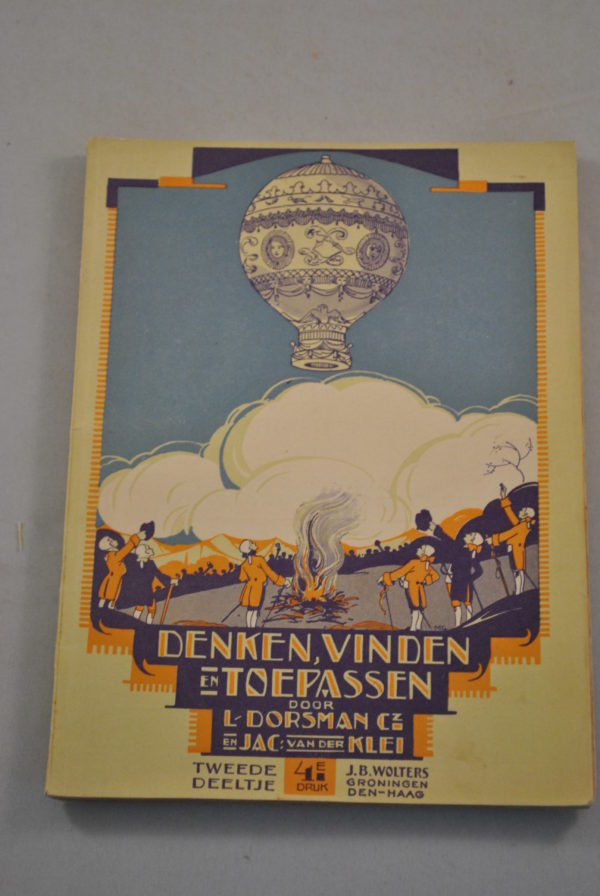 DENKEN, VINDEN
EN TOEPASSEN
DOOR
L. DORSMAN Cz.
EN JAC. VAN DER KLEI
TWEEDE
DEELTJE
4E
DRUK
J.B. WOLTERS
GRONINGEN
DEN-HAAG